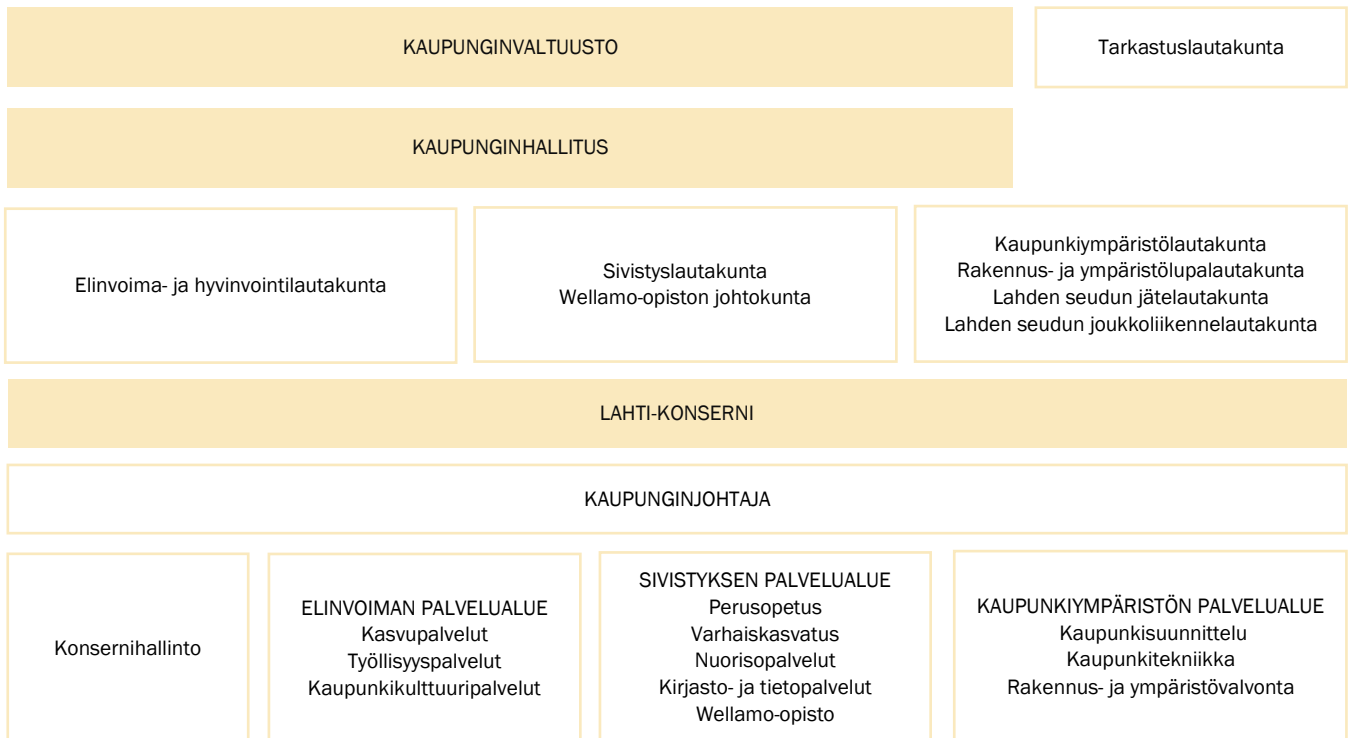 KAUPUNGINVALTUUSTO
Tarkastuslautakunta
KAUPUNGINHALLITUS
Elinvoima- ja hyvinvointilautakunta
Sivistyslautakunta
Wellamo-opiston johtokunta
Kaupunkiympäristölautakunta
Rakennus- ja ympäristölupalautakunta
Lahden seudun jätelautakunta
Lahden seudun joukkoliikennelautakunta
LAHTI-KONSERNI
KAUPUNGINJOHTAJA
Konsernihallinto
ELINVOIMAN PALVELUALUE
Kasvupalvelut
Työllisyyspalvelut
Kaupunkikulttuuripalvelut
SIVISTYKSEN PALVELUALUE
Perusopetus
Varhaiskasvatus
Nuorisopalvelut
Kirjasto- ja tietopalvelut
Wellamo-opisto
KAUPUNKIYMPÄRISTÖN PALVELUALUE
Kaupunkisuunnittelu
Kaupunkitekniikka
Rakennus- ja ympäristövalvonta